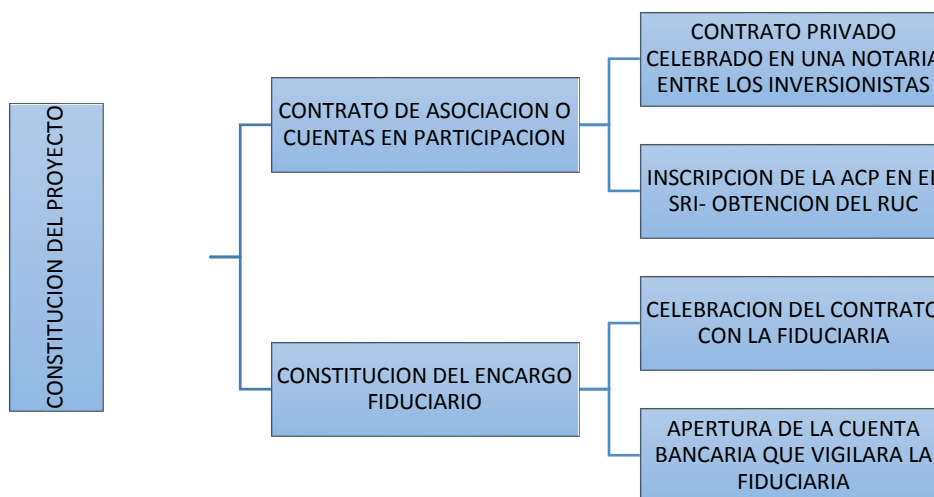 CONSTITUCION DEL PROYECTO
CONTRATO DE ASOCIACION O
CUENTAS EN PARTICIPACION
CONTRATO PRIVADO
CELEBRADO EN UNA NOTARIA
ENTRE LOS INVERSIONISTAS
INSCRIPCION DE LA ACP EN EL
SRI- OBTENCION DEL RUC
CONSTITUCION DEL ENCARGO
FIDUCIARIO
CELEBRACION DEL CONTRATO
CON LA FIDUCIARIA
APERTURA DE LA CUENTA
BANCARIA QUE VIGILARA LA
FIDUCIARIA